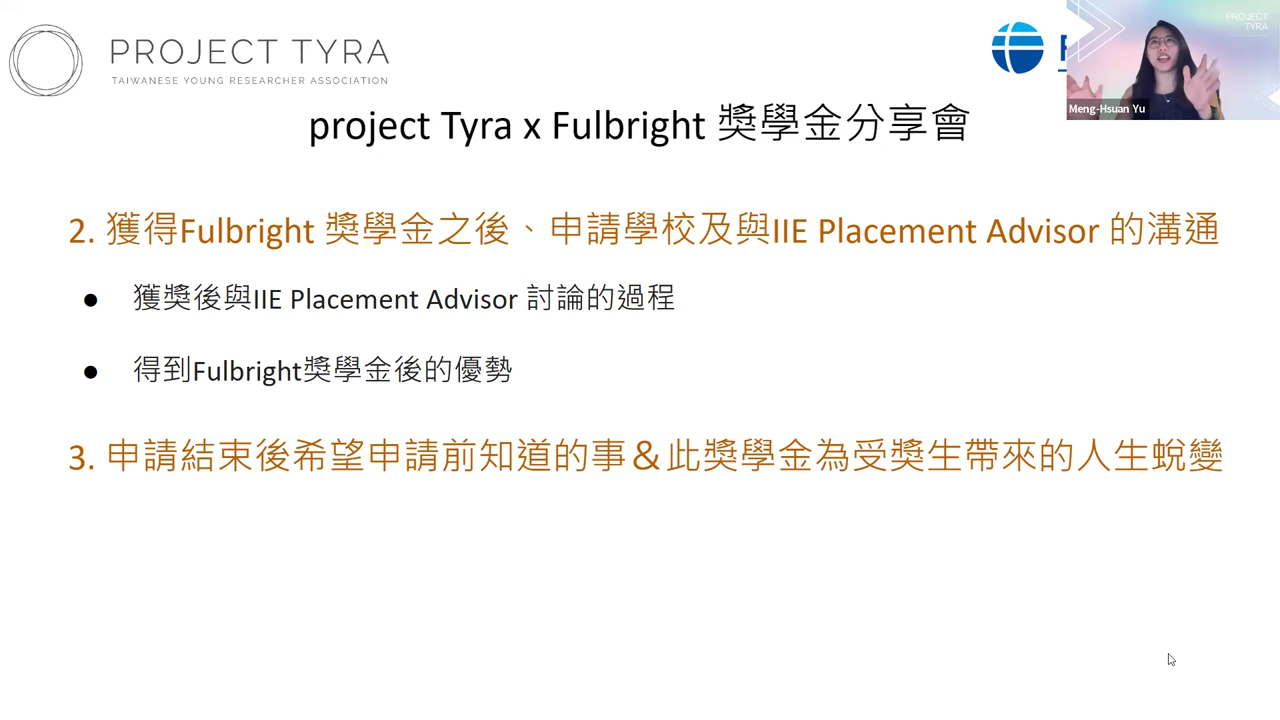 PROJECT TYRA
TAIWANESE YOUNG RESEARCHER ASSOCIATION
PROJECT
TYRA
Meng-Hsuan Yu
project Tyra x Fulbright 獎學金分享會
2. 獲得Fulbright 獎學金之後、申請學校及與IIE Placement Advisor 的溝通
● 獲獎後與IIE Placement Advisor 討論的過程
● 得到Fulbright獎學金後的優勢
3. 申請結束後希望申請前知道的事＆此獎學金為受獎生帶來的人生蛻變